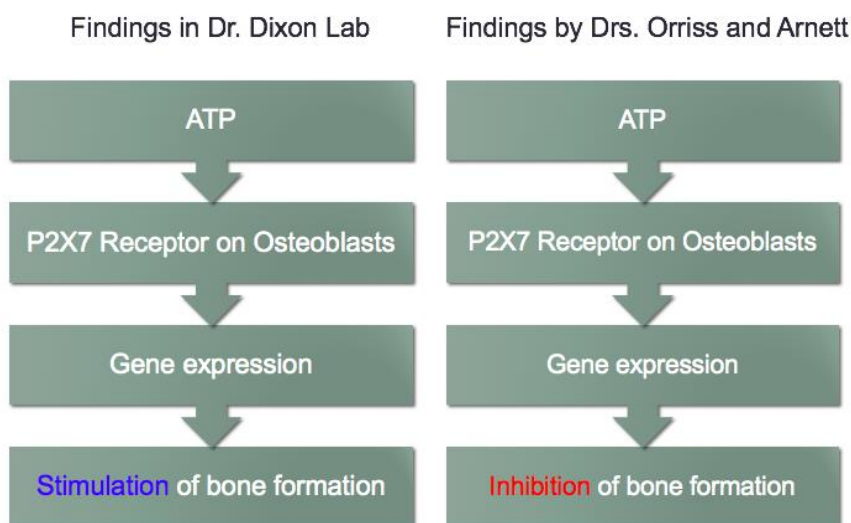 Findings in Dr. Dixon Lab
ATP
P2X7 Receptor on Osteoblasts
Gene expression
Stimulation of bone formation
Findings by Drs. Orriss and Arnett
ATP
P2X7 Receptor on Osteoblasts
Gene expression
Inhibition of bone formation